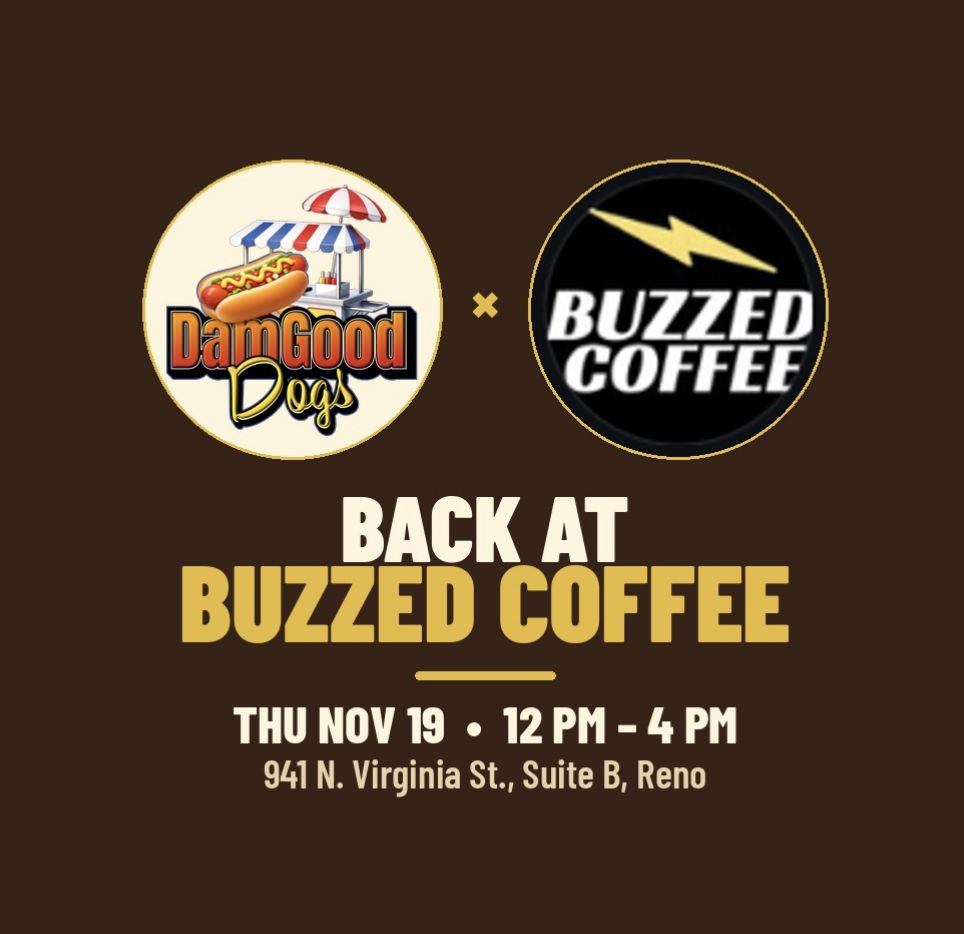 DamGood
Dogs
×
BUZZED
COFFEE
BACK AT
BUZZED COFFEE
THU NOV 19 • 12 PM – 4 PM
941 N. Virginia St., Suite B, Reno